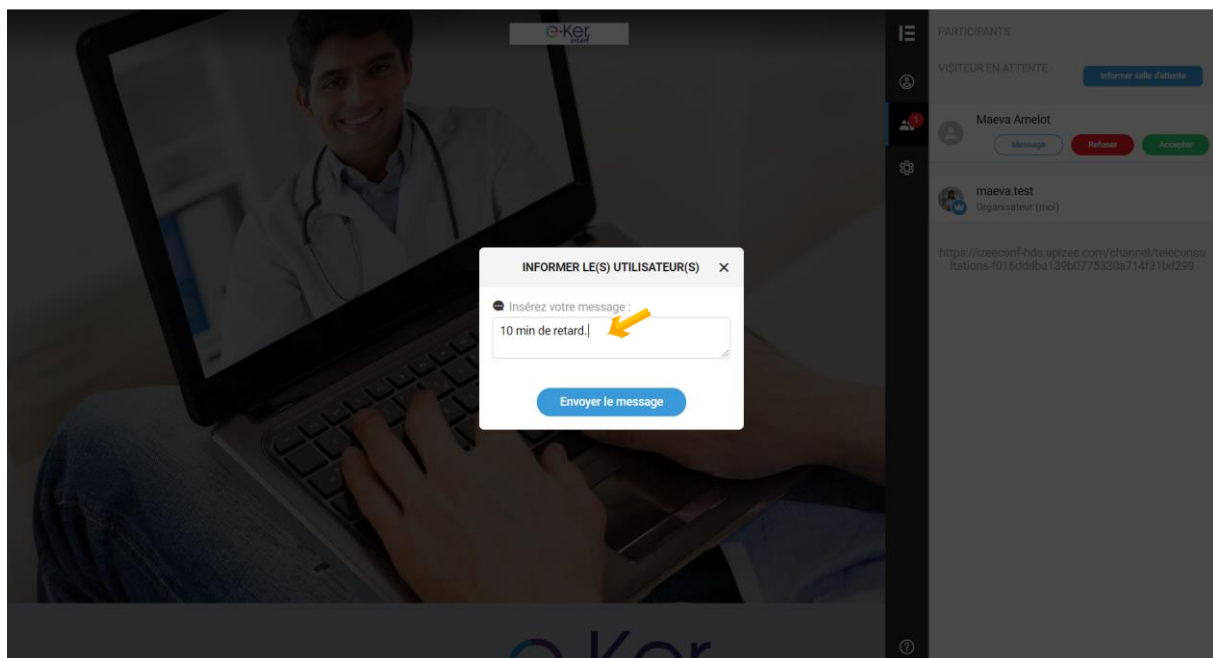 e-Ker
med
PARTICIPANTS
VISITEUR EN ATTENTE
Informer salle d'attente
1
Maeva Amelot
Message
Refuser
Accepter
maeva.test
Organisateur (moi)
https://izeeconf-hds.apizee.com/channel/teleconsu
ltations-f016dddba139b0775330a714f31bd299
INFORMER LE(S) UTILISATEUR(S)
Insérez votre message :
10 min de retard.
Envoyer le message
e-Ker